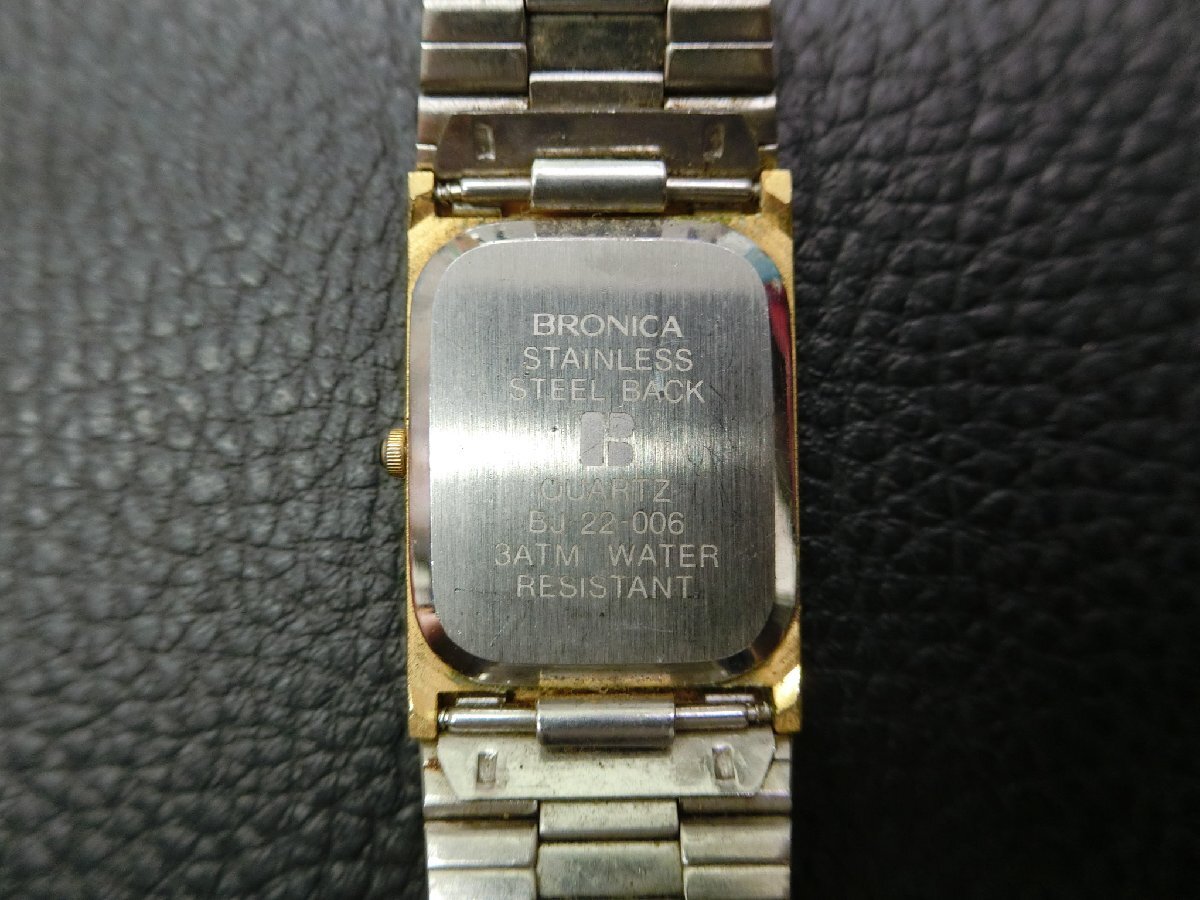 BRONICA
STAINLESS
STEEL BACK
B
QUARTZ
BJ 22-006
3ATM WATER
RESISTANT